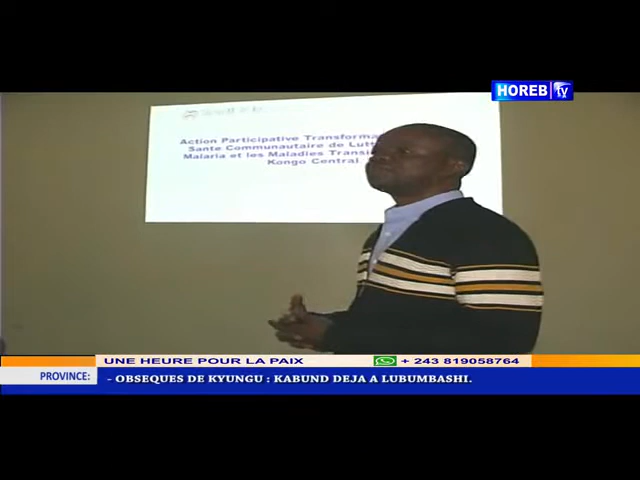 HOREB tv
Action Participative Transforma
Sante Communautaire de Lutt
Malaria et les Maladies Transi
Kongo Central
UNE HEURE POUR LA PAIX
+ 243 819058764
PROVINCE:
- OBSEQUES DE KYUNGU : KABUND DEJA A LUBUMBASHI.